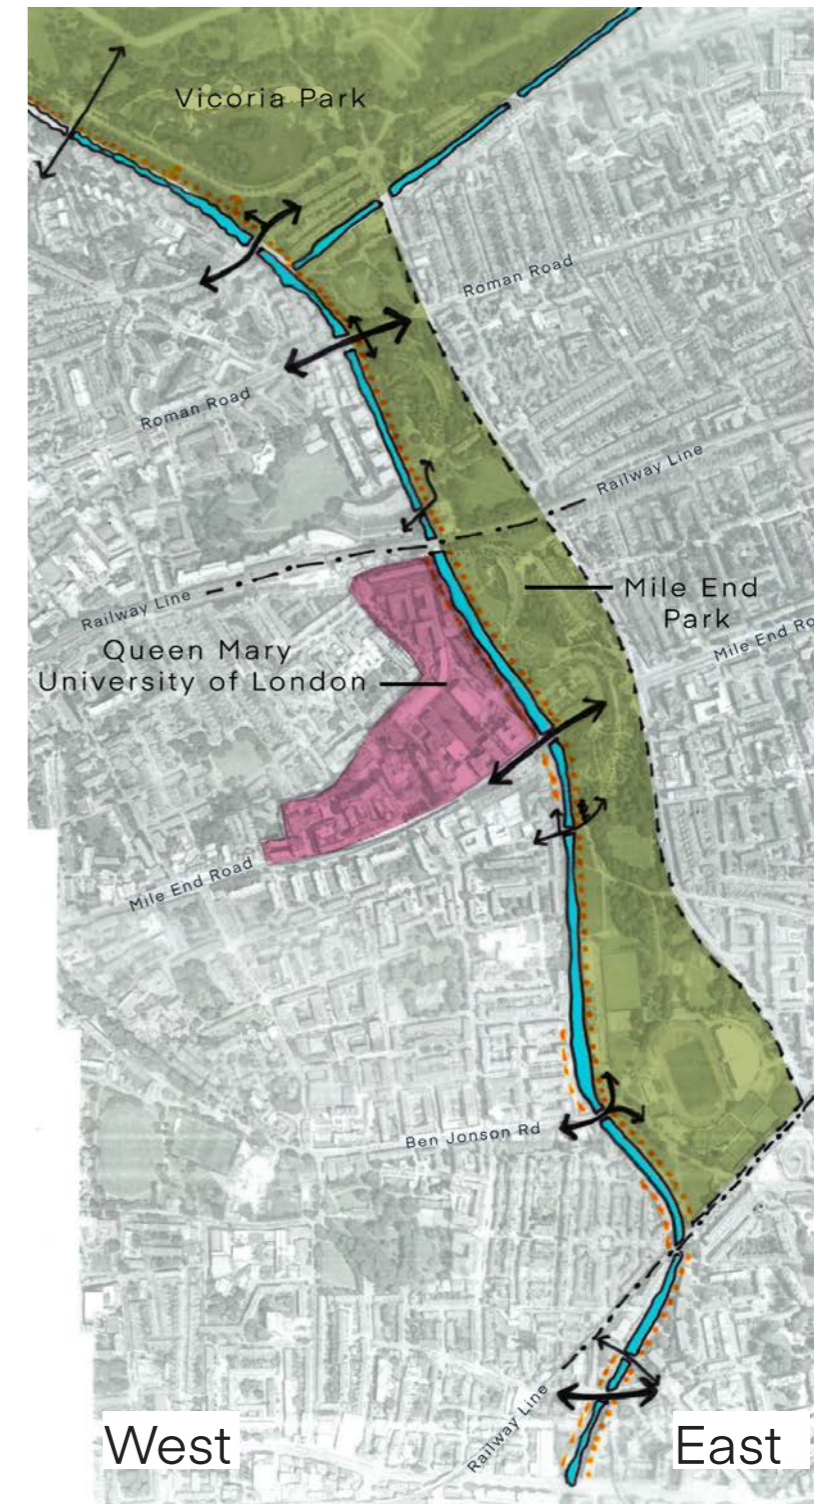 Vicoria Park
Roman Road
Roman Road
Railway Line
Railway Line
Mile End
Park
Mile End Ro
Queen Mary
University of London
Mile End Road
Ben Jonson Rd
Railway Line
West
East